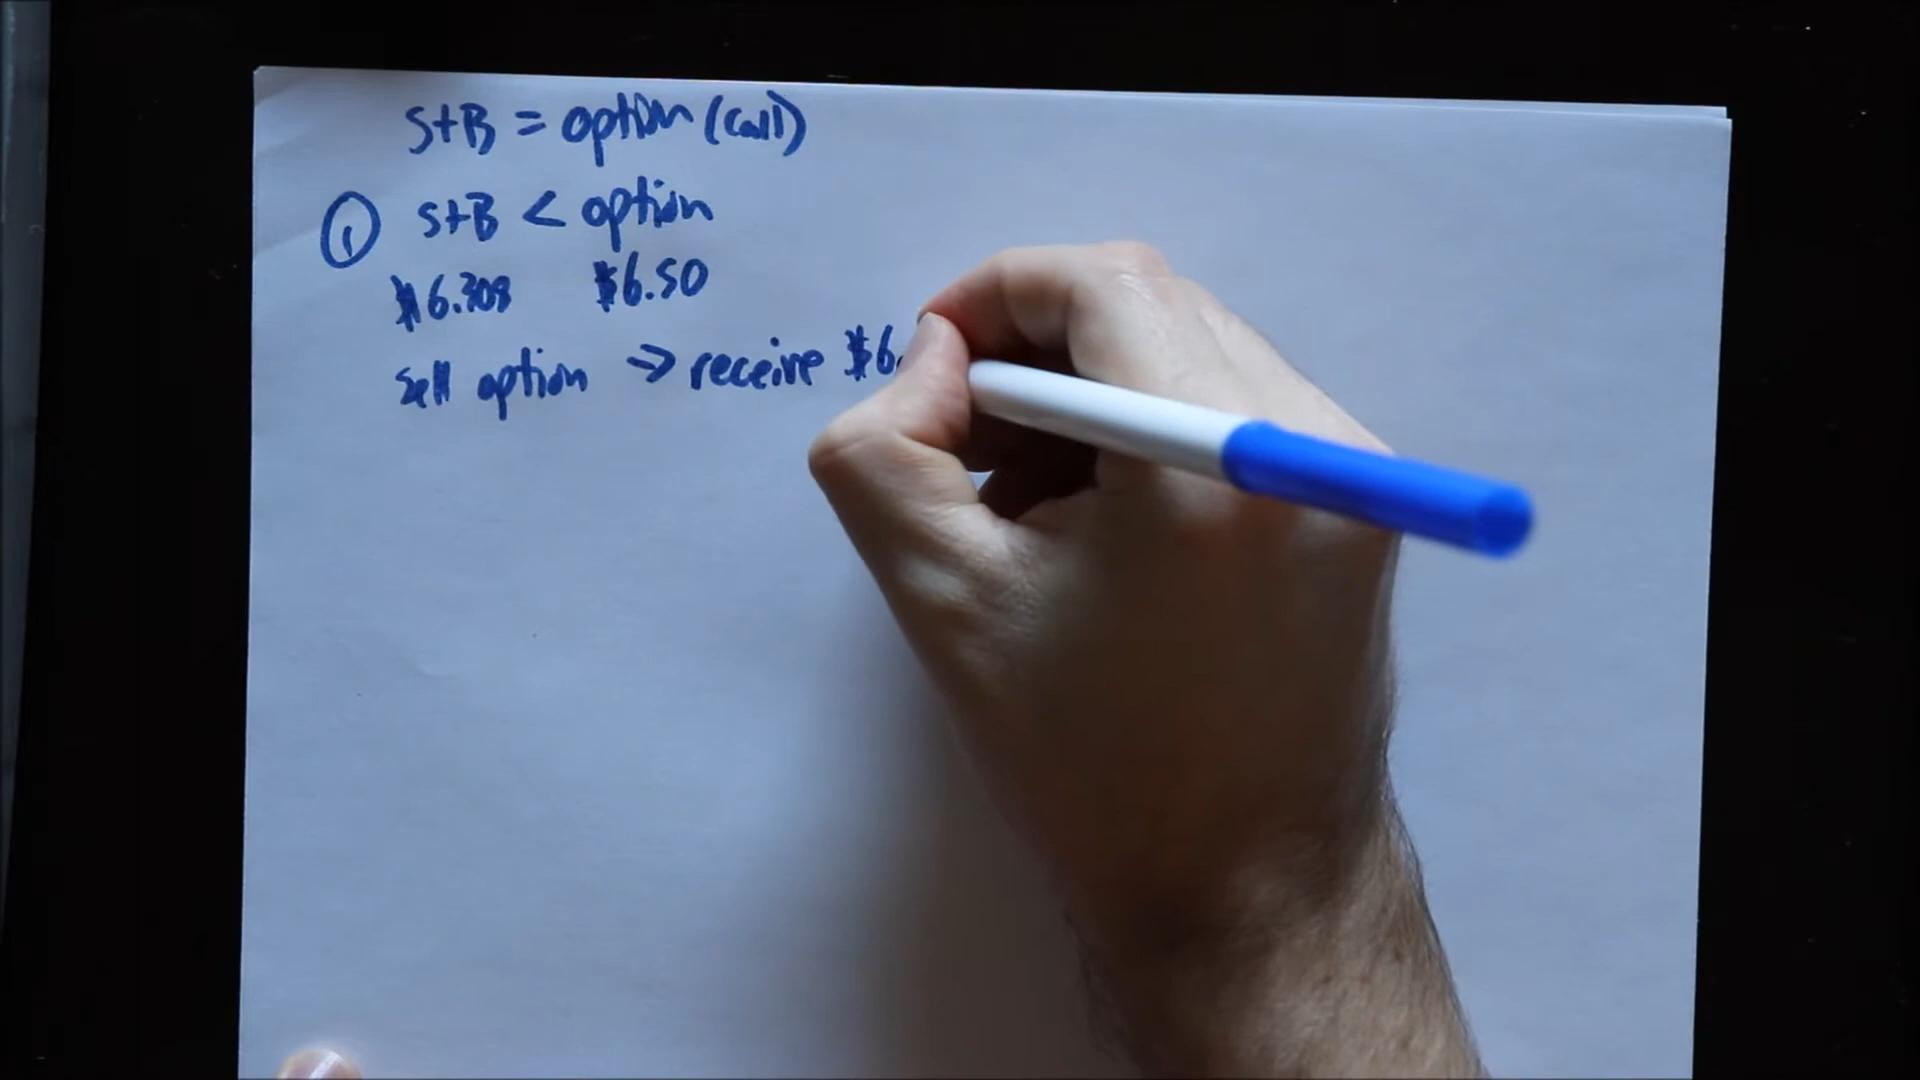 S+B = option (call)
① S+B < option
$6.308 $6.50
Sell option → receive $6.